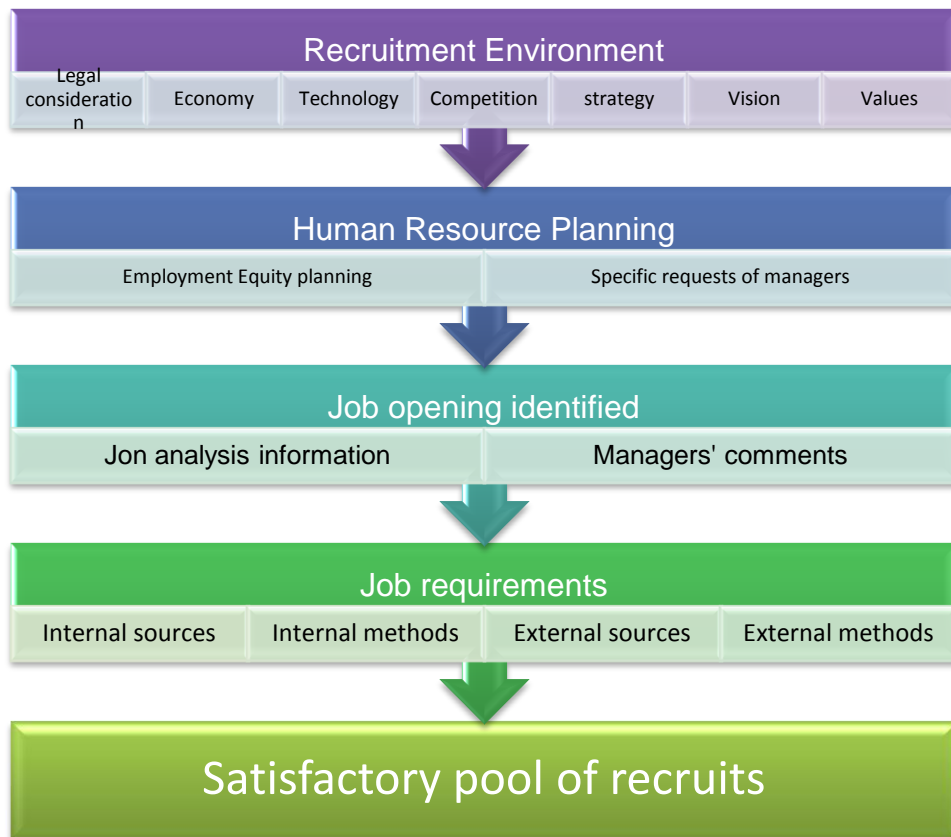 Recruitment Environment
Legal
consideratio
n
Economy
Technology
Competition
strategy
Vision
Values
Human Resource Planning
Employment Equity planning
Specific requests of managers
Job opening identified
Jon analysis information
Managers' comments
Job requirements
Internal sources
Internal methods
External sources
External methods
Satisfactory pool of recruits